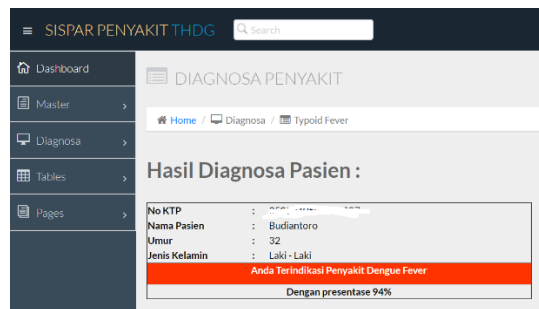 ≡ SISPAR PENYAKIT THDG Search
Dashboard
DIAGNOSA PENYAKIT
Master
Home / Diagnosa / Typoid Fever
Diagnosa
Tables
Hasil Diagnosa Pasien :
Pages
No KTP :
Nama Pasien : Budiantoro
Umur : 32
Jenis Kelamin : Laki - Laki
Anda Terindikasi Penyakit Dengue Fever
Dengan presentase 94%